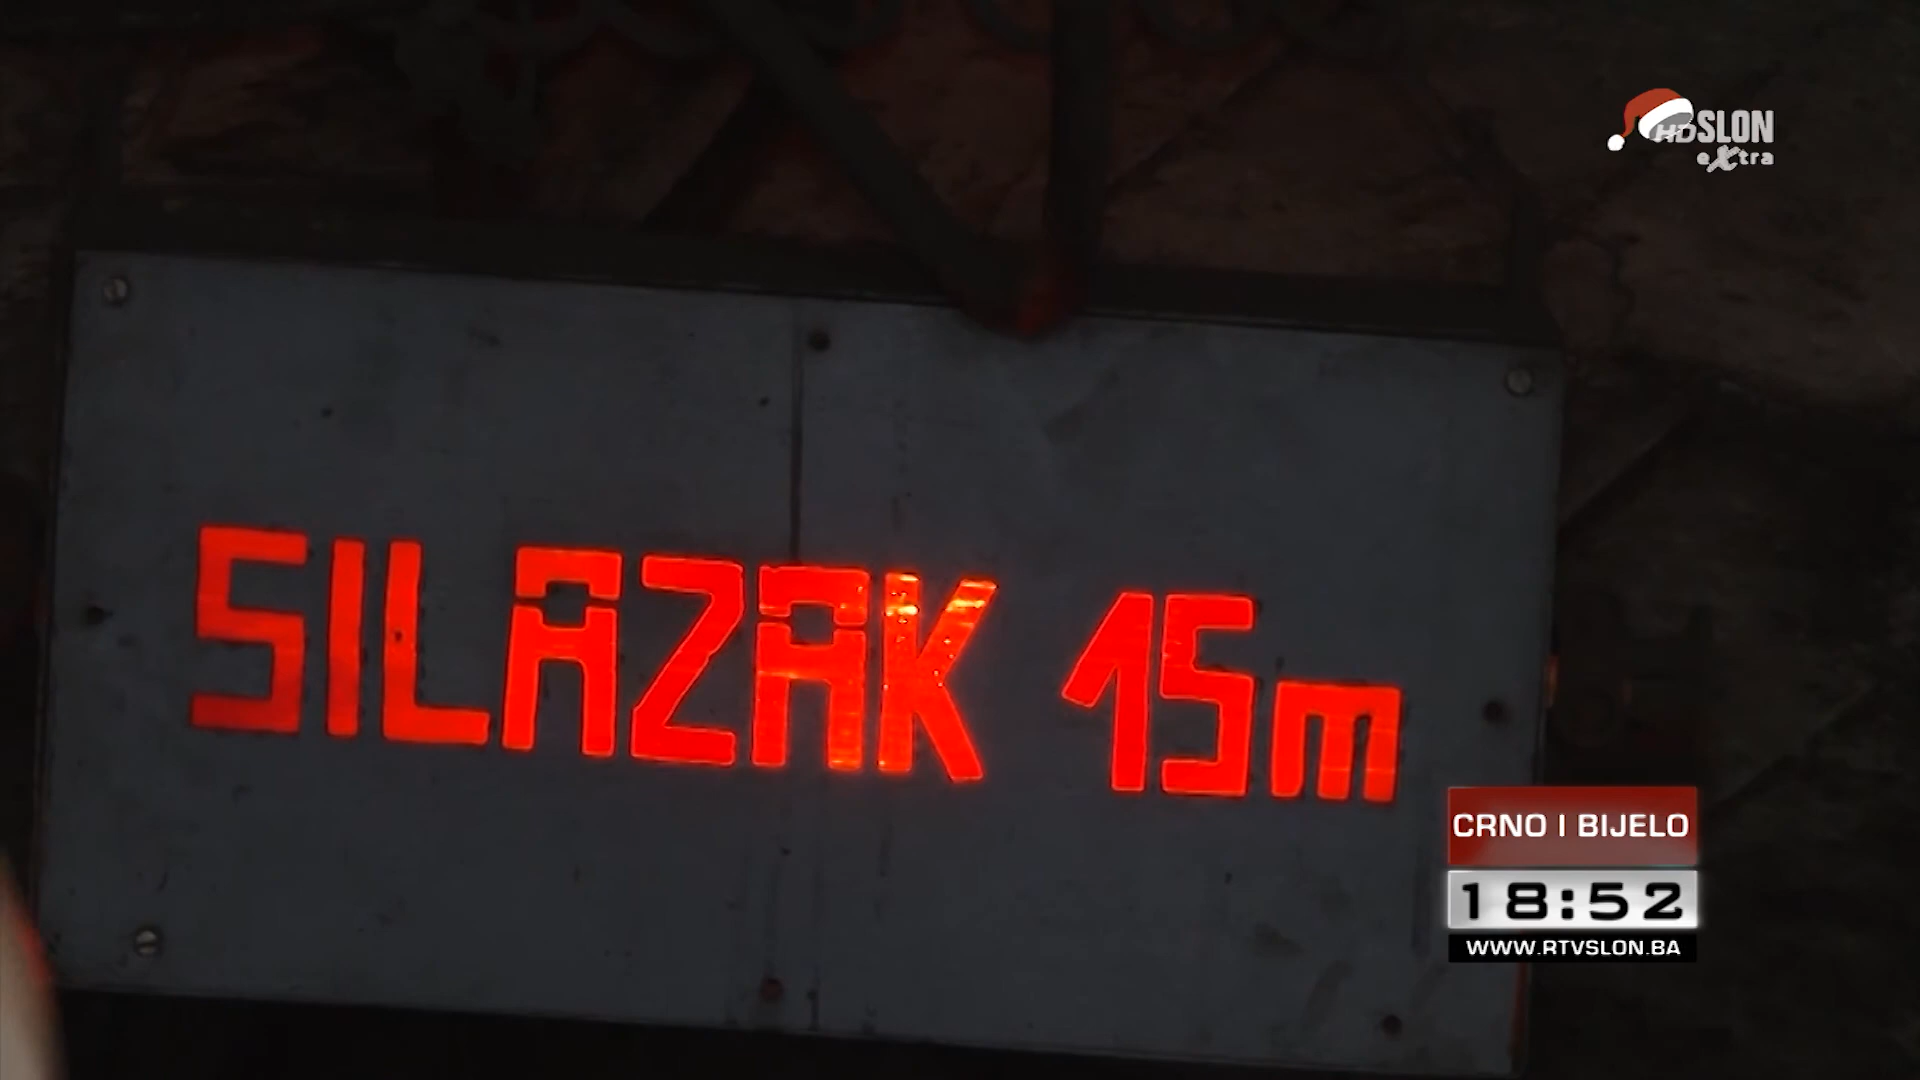 HD SLON
eXtra
SILAZAK 15m
CRNO I BIJELO
18:52
WWW.RTVSLON.BA